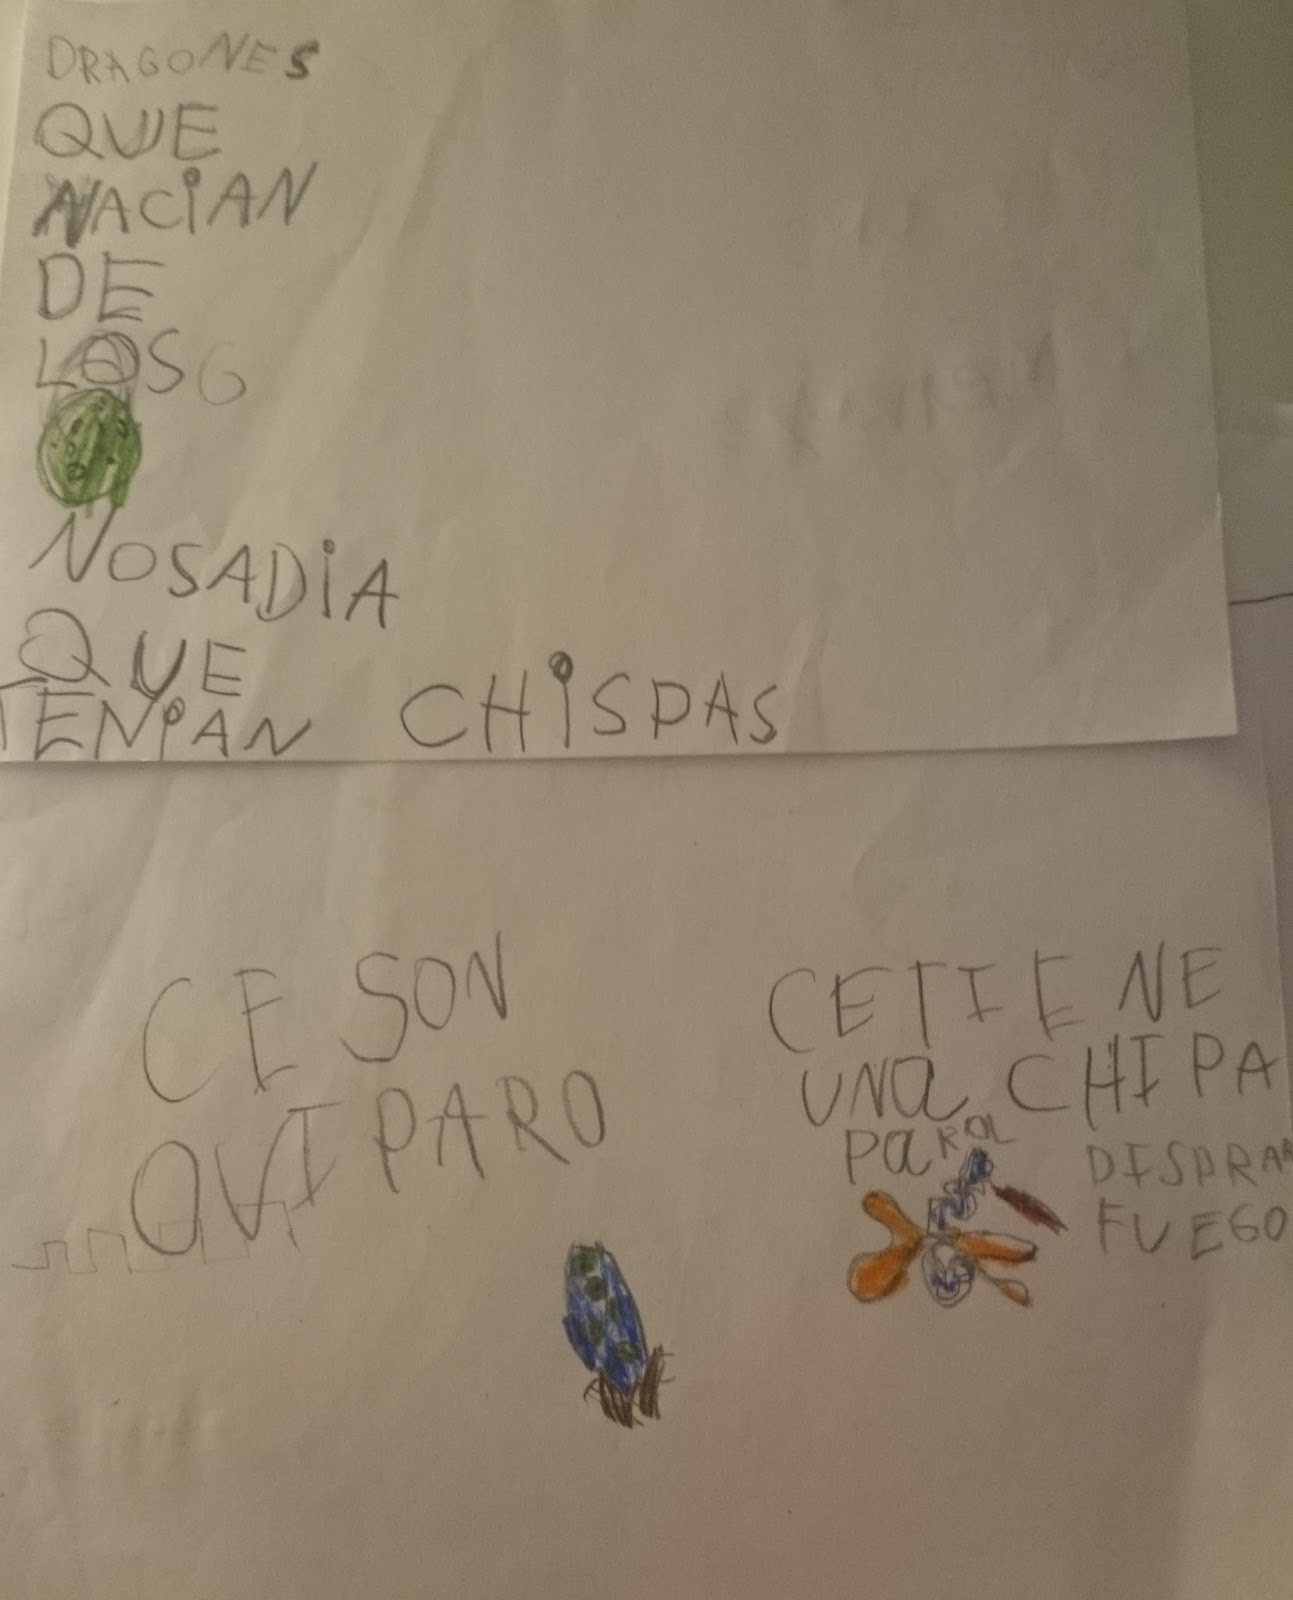 DRAGONES
QUE
NACiAN
DE
LOSG
NOSADiA
QUE
TENiAN CHiSPAS
CE SON
OVIPARO
CETIENE
UNa CHIPA
PaRa
DISPRAR
FUEGO